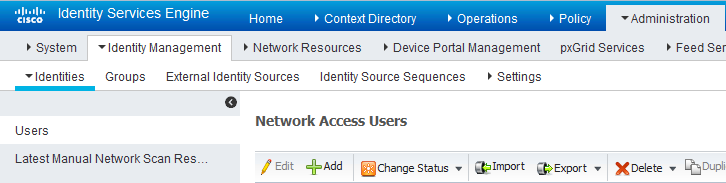 CISCO Identity Services Engine Home Context Directory Operations Policy Administration
System Identity Management Network Resources Device Portal Management pxGrid Services Feed
Identities Groups External Identity Sources Identity Source Sequences Settings
Network Access Users
Users
Edit Add Change Status Import Export Delete
Latest Manual Network Scan Res...